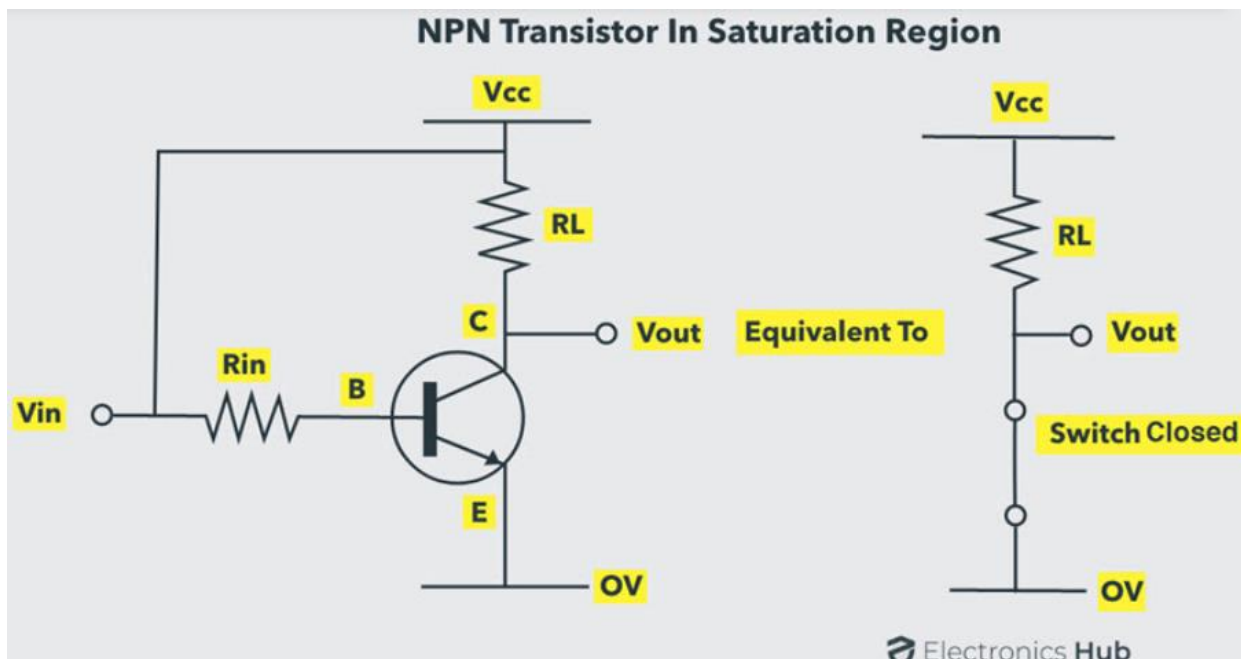 NPN Transistor In Saturation Region
Vcc
Vcc
RL
RL
C
Vout
Equivalent To
Vout
Rin
B
Vin
Switch Closed
E
OV
OV
Electronics Hub